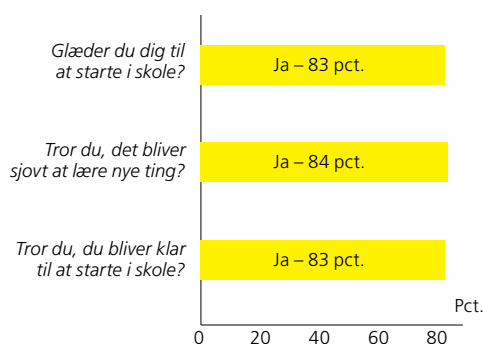 Glæder du dig til
at starte i skole?
Ja – 83 pct.
Tror du, det bliver
sjovt at lære nye ting?
Ja – 84 pct.
Tror du, du bliver klar
til at starte i skole?
Ja – 83 pct.
Pct.
0 20 40 60 80